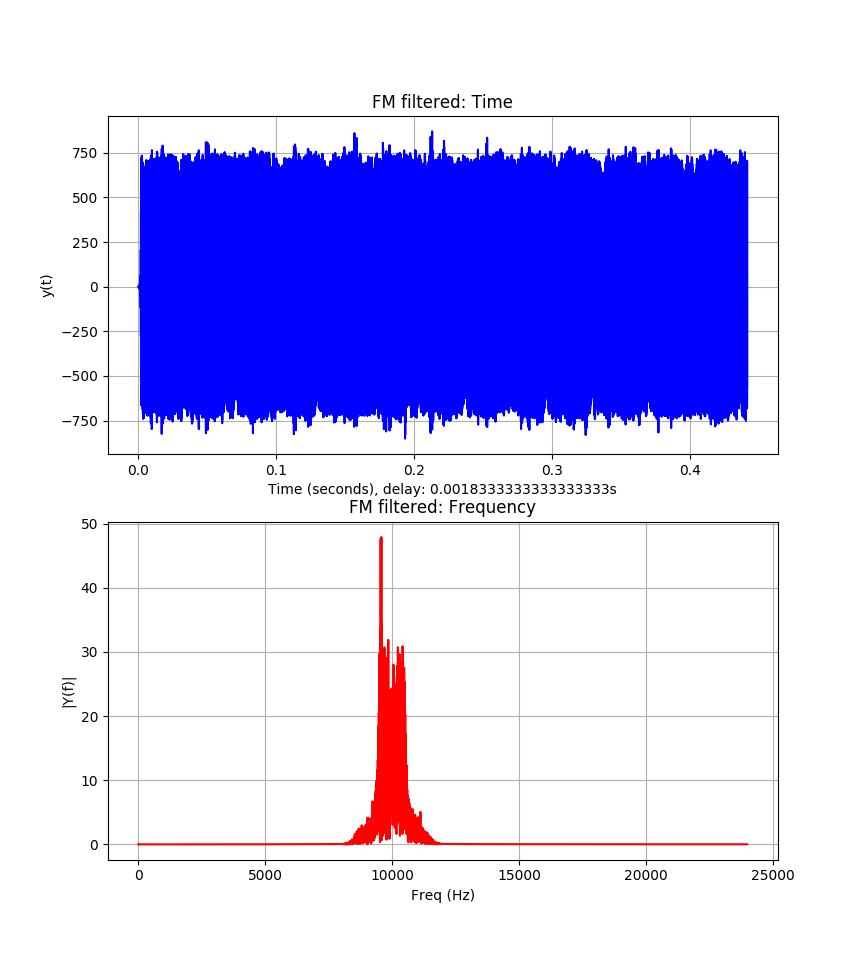 FM filtered: Time
750
500
250
0
−250
−500
−750
y(t)
0.0 0.1 0.2 0.3 0.4
Time (seconds), delay: 0.0018333333333333333s
FM filtered: Frequency
50
40
30
20
10
0
|Y(f)|
0 5000 10000 15000 20000 25000
Freq (Hz)